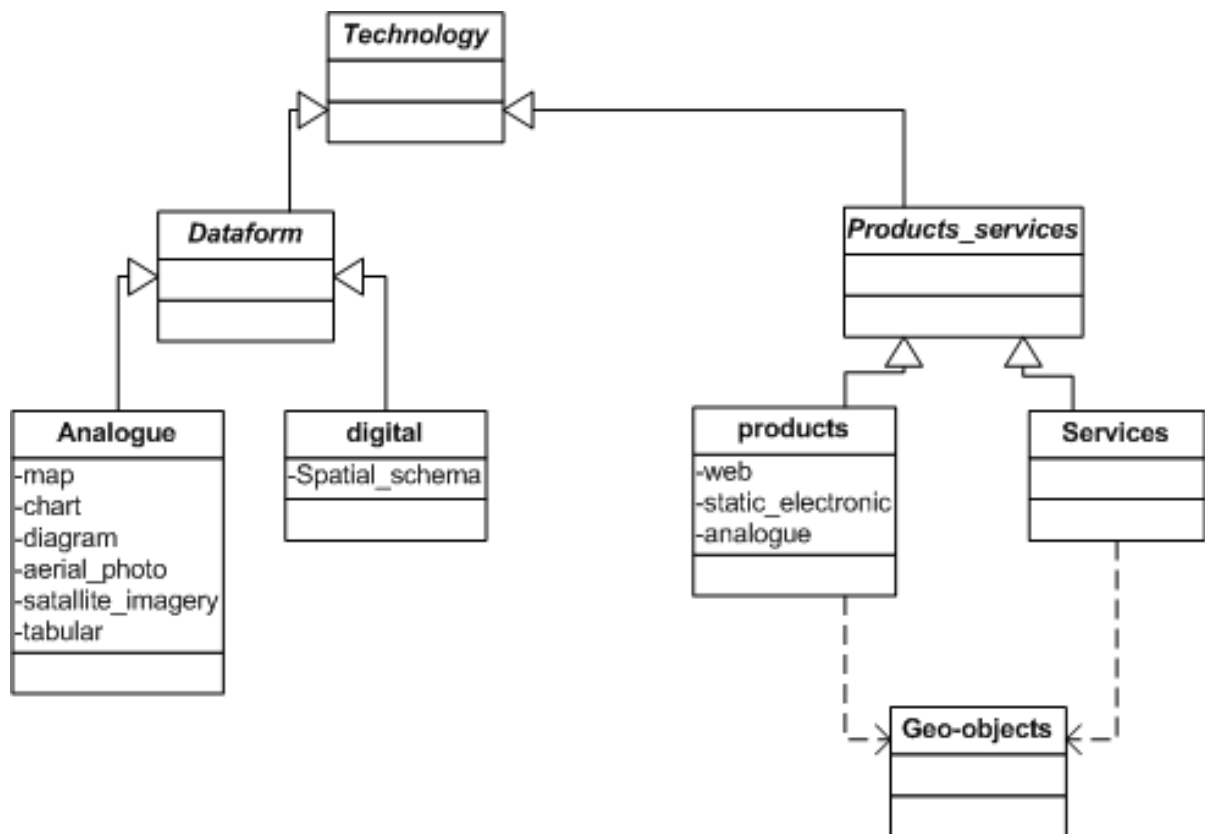 Technology
Dataform
Products_services
Analogue
-map
-chart
-diagram
-aerial_photo
-satallite_imagery
-tabular
digital
-Spatial_schema
products
-web
-static_electronic
-analogue
Services
Geo-objects